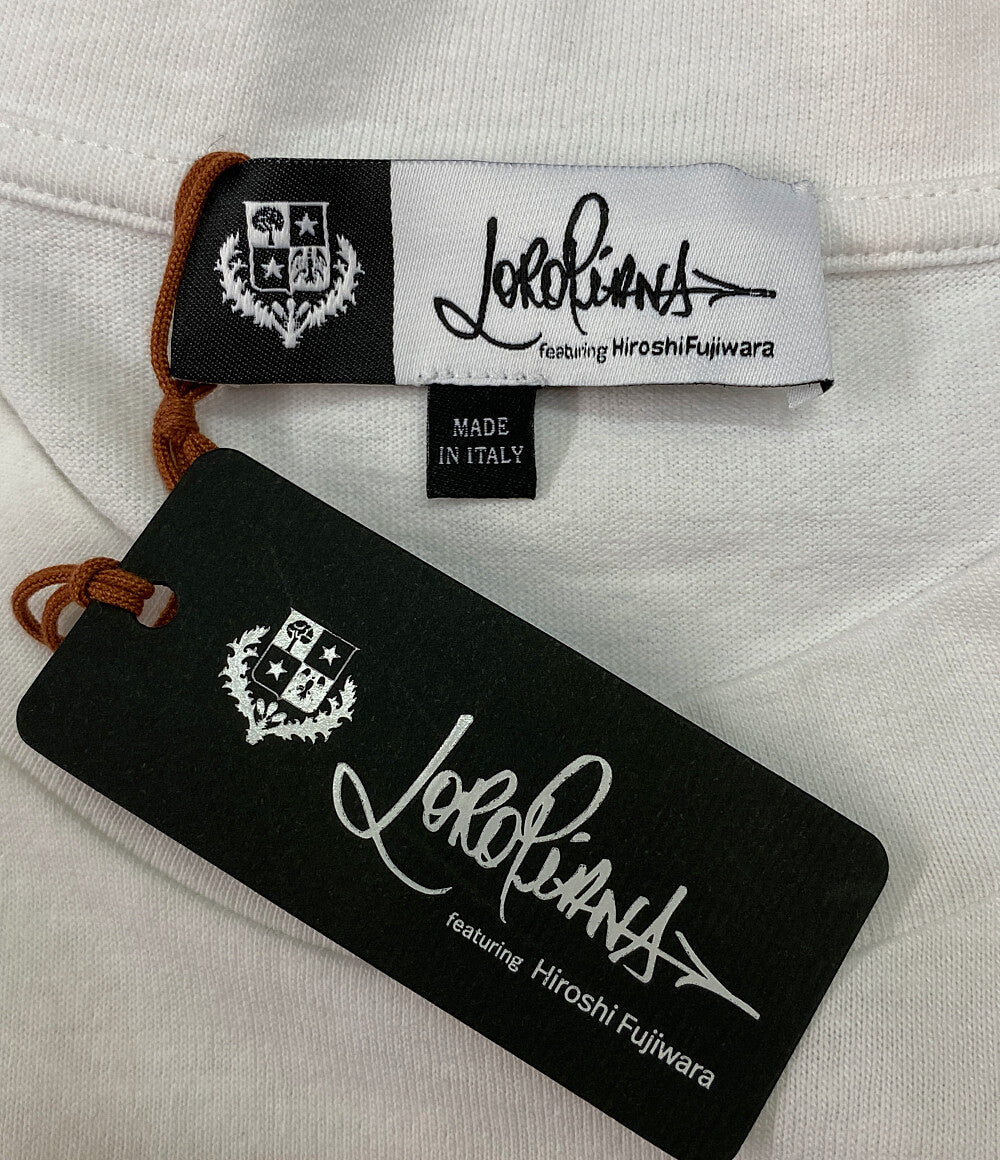 LOROPiANA
featuring HiroshiFujiwara
MADE
IN ITALY
LOROPiANA
featuring Hiroshi Fujiwara